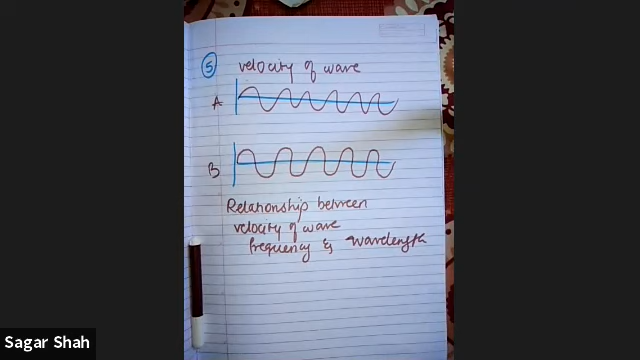 5 velocity of wave
A
B
Relationship between
velocity of wave
frequency & wavelength
Sagar Shah